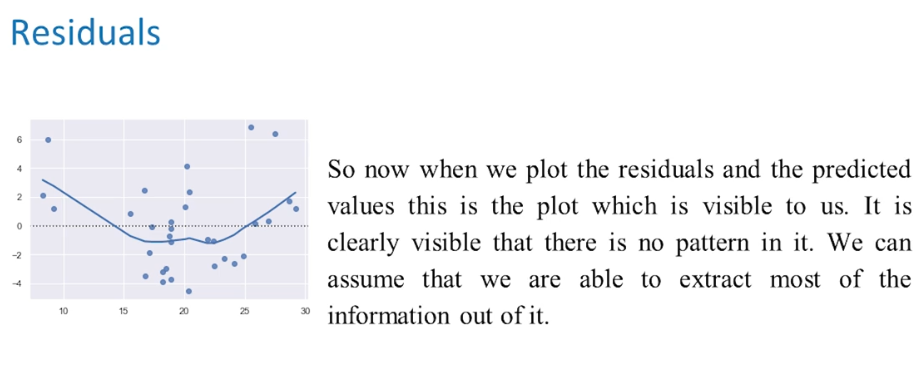 Residuals
So now when we plot the residuals and the predicted
values this is the plot which is visible to us. It is
clearly visible that there is no pattern in it. We can
assume that we are able to extract most of the
information out of it.
6
4
2
0
−2
−4
10 15 20 25 30